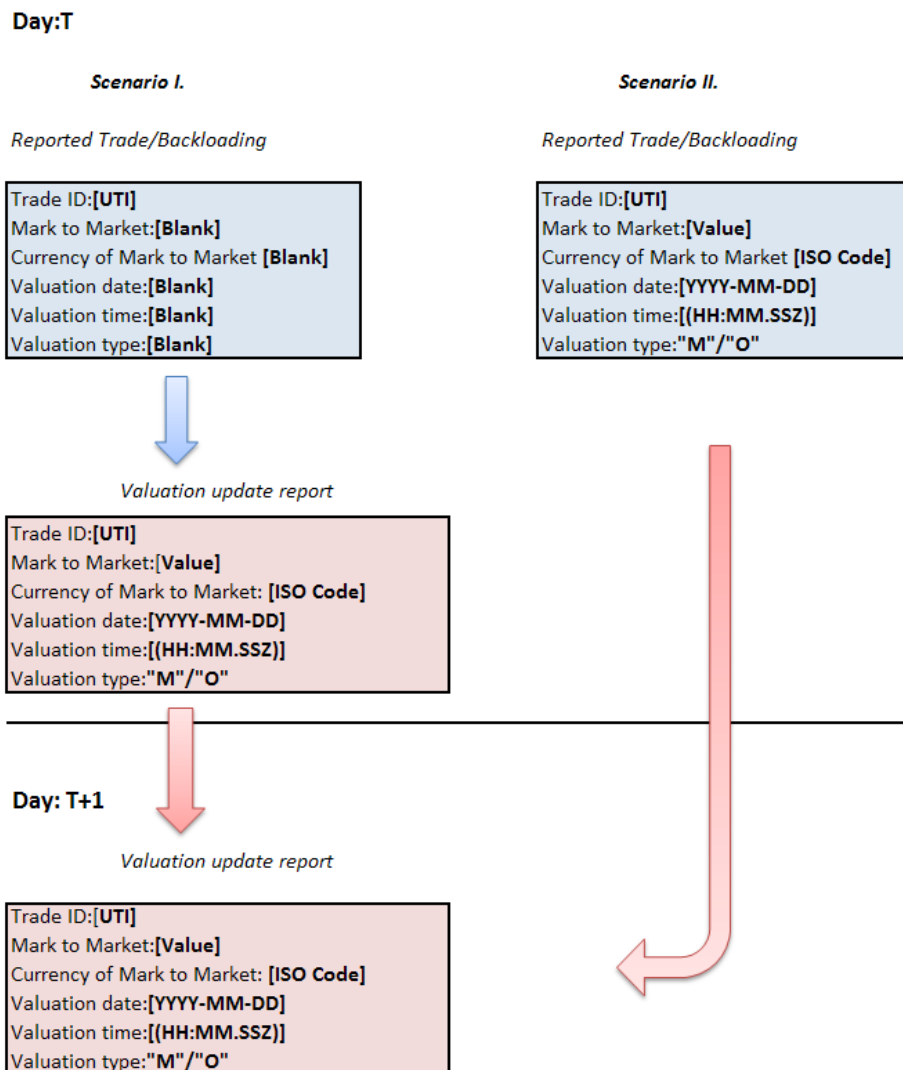 Day:T
Scenario I.
Reported Trade/Backloading
Trade ID:[UTI]
Mark to Market:[Blank]
Currency of Mark to Market [Blank]
Valuation date:[Blank]
Valuation time:[Blank]
Valuation type:[Blank]
Scenario II.
Reported Trade/Backloading
Trade ID:[UTI]
Mark to Market:[Value]
Currency of Mark to Market [ISO Code]
Valuation date:[YYYY-MM-DD]
Valuation time:[(HH:MM.SSZ)]
Valuation type:"M"/"O"
Valuation update report
Trade ID:[UTI]
Mark to Market:[Value]
Currency of Mark to Market: [ISO Code]
Valuation date:[YYYY-MM-DD]
Valuation time:[(HH:MM.SSZ)]
Valuation type:"M"/"O"
Day: T+1
Valuation update report
Trade ID:[UTI]
Mark to Market:[Value]
Currency of Mark to Market: [ISO Code]
Valuation date:[YYYY-MM-DD]
Valuation time:[(HH:MM.SSZ)]
Valuation type:"M"/"O"